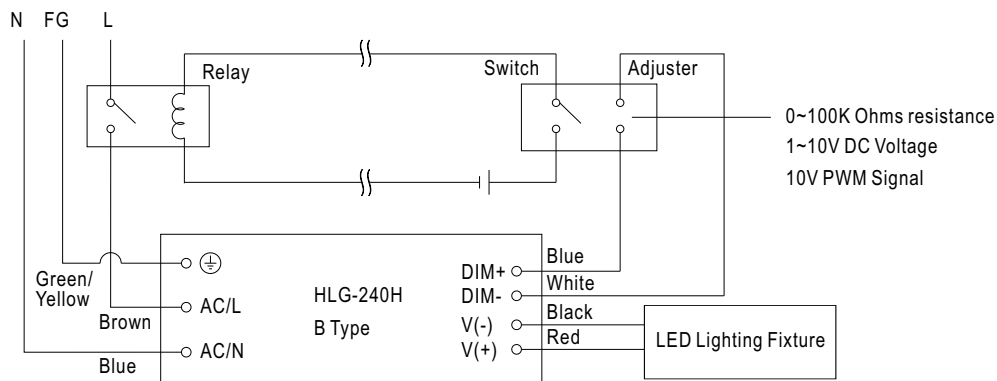 N FG L
Relay
Switch
Adjuster
0~100K Ohms resistance
1~10V DC Voltage
10V PWM Signal
Green/
Yellow
Brown
Blue
AC/L
AC/N
HLG-240H
B Type
DIM+
DIM-
V(-)
V(+)
Blue
White
Black
Red
LED Lighting Fixture